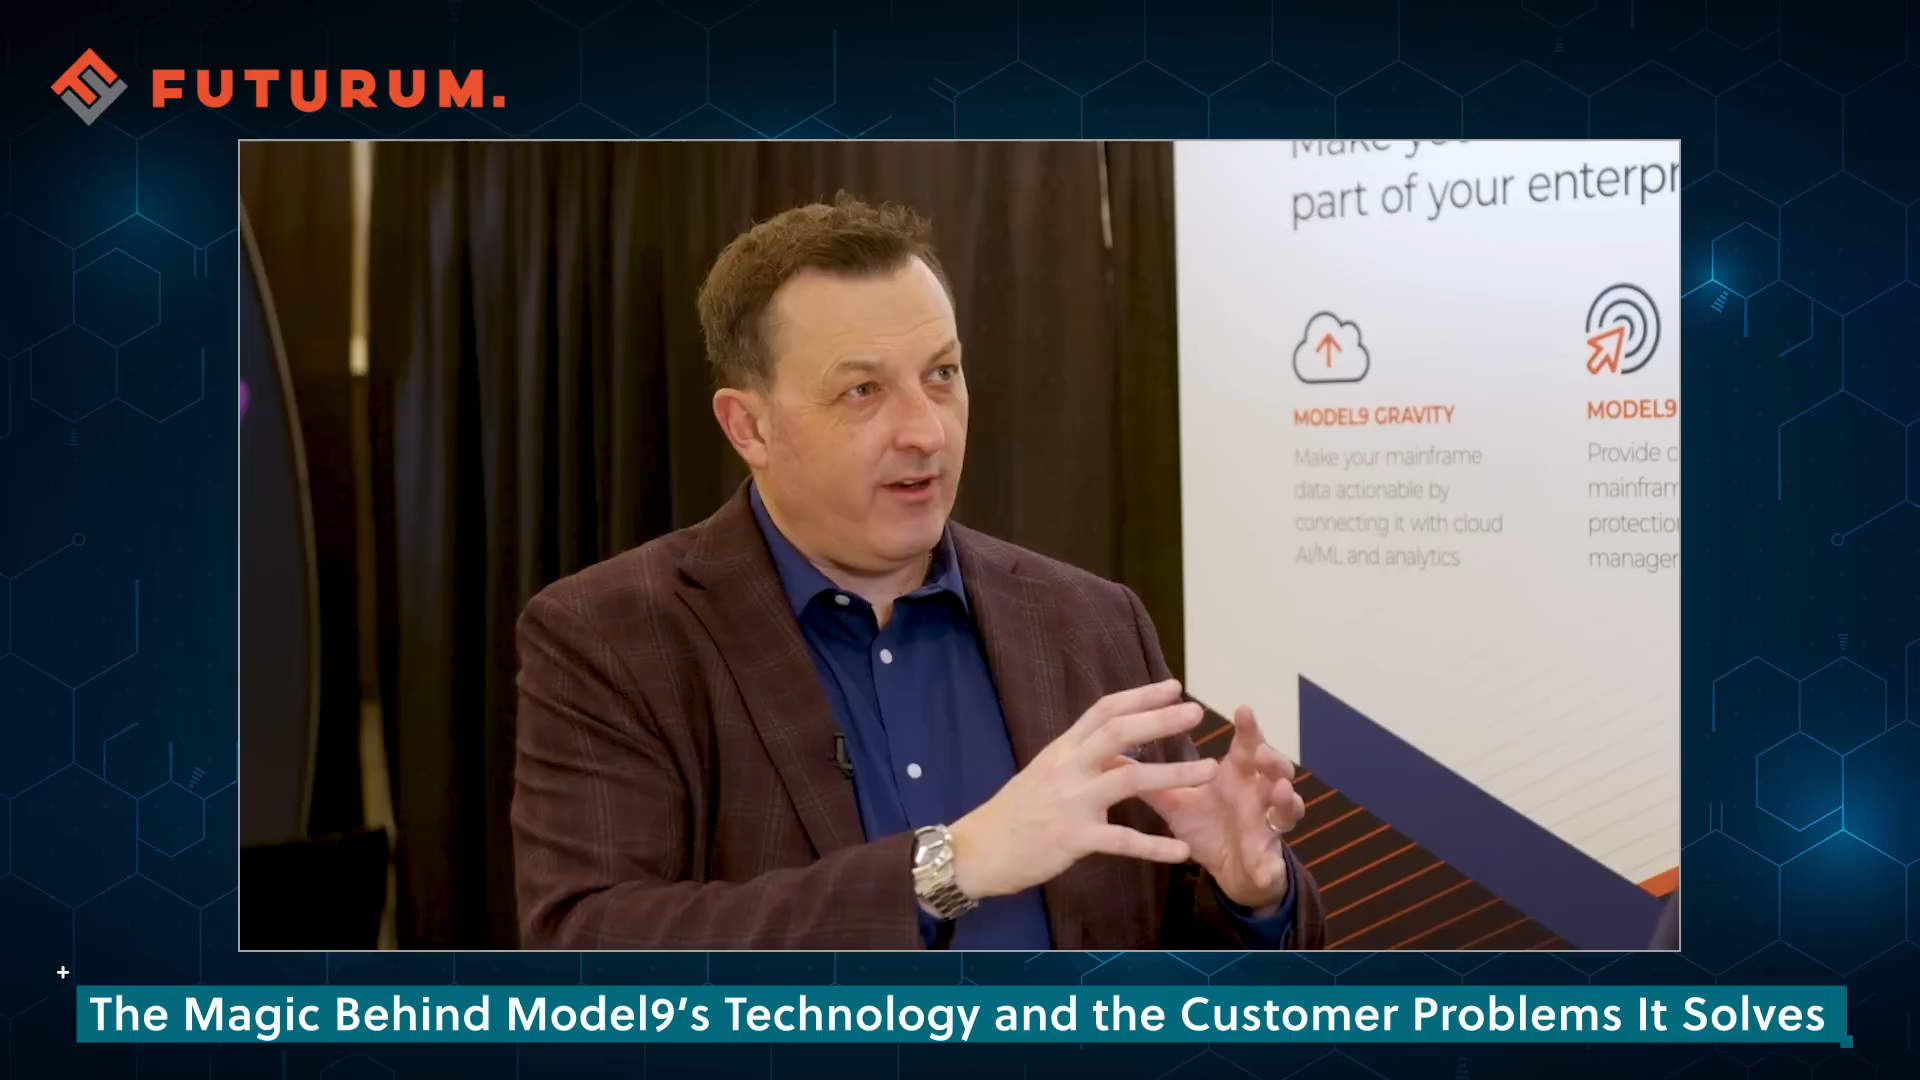 FUTURUM.
part of your enterpr
MODEL9 GRAVITY
Make your mainframe
data actionable by
connecting it with cloud
AI/ML and analytics
MODEL9
Provide c
mainfram
protection
manager
The Magic Behind Model9’s Technology and the Customer Problems It Solves